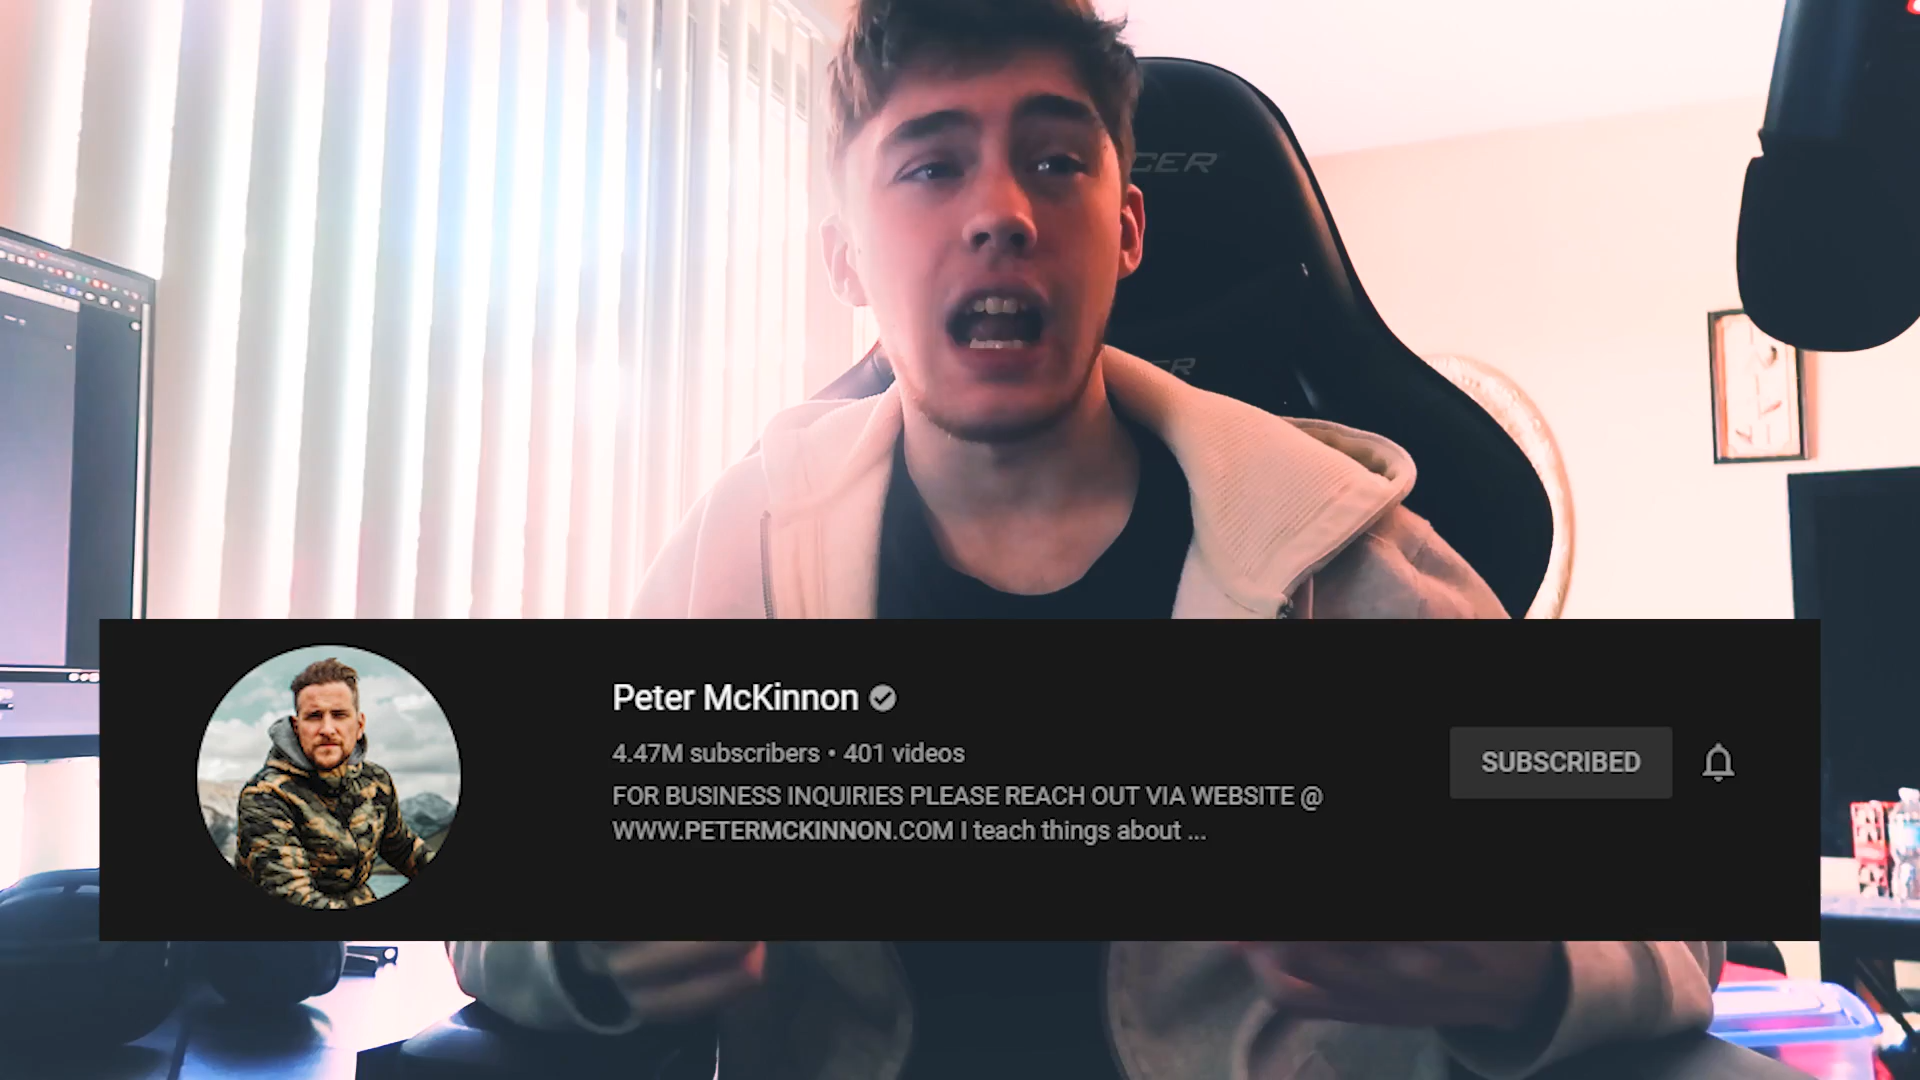 CER
R
Peter McKinnon
4.47M subscribers • 401 videos
SUBSCRIBED
FOR BUSINESS INQUIRIES PLEASE REACH OUT VIA WEBSITE @
WWW.PETERMCKINNON.COM I teach things about ...